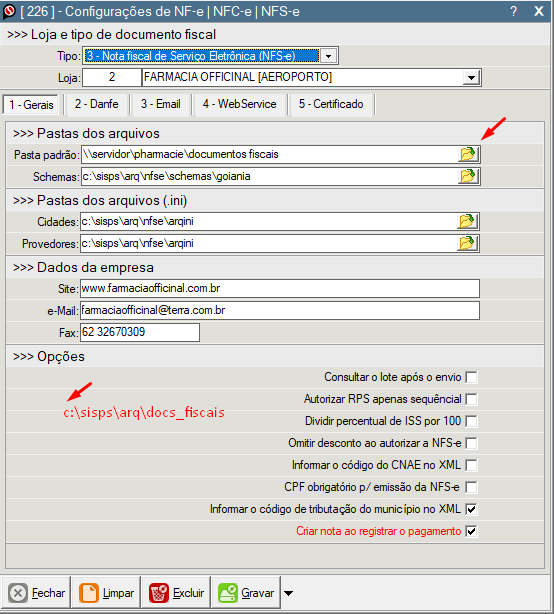 [ 226 ] - Configurações de NF-e | NFC-e | NFS-e ? X
>>> Loja e tipo de documento fiscal
Tipo: 3 - Nota fiscal de Serviço Eletrônica (NFS-e)
Loja: 2 FARMACIA OFFICINAL [AEROPORTO]
1 - Gerais 2 - Danfe 3 - Email 4 - WebService 5 - Certificado
>>> Pastas dos arquivos
Pasta padrão: \\servidor\pharmacie\documentos fiscais
Schemas: c:\sisps\arq\nfse\schemas\goiania
>>> Pastas dos arquivos (.ini)
Cidades: c:\sisps\arq\nfse\arqini
Provedores: c:\sisps\arq\nfse\arqini
>>> Dados da empresa
Site: www.farmaciaofficinal.com.br
e-Mail: farmaciaofficinal@terra.com.br
Fax: 62 32670309
>>> Opções
Consultar o lote após o envio
Autorizar RPS apenas sequêncial
c:\sisps\arq\docs_fiscais
Dividir percentual de ISS por 100
Omitir desconto ao autorizar a NFS-e
Informar o código do CNAE no XML
CPF obrigatório p/ emissão da NFS-e
Informar o código de tributação do município no XML
Criar nota ao registrar o pagamento
Fechar Limpar Excluir Gravar